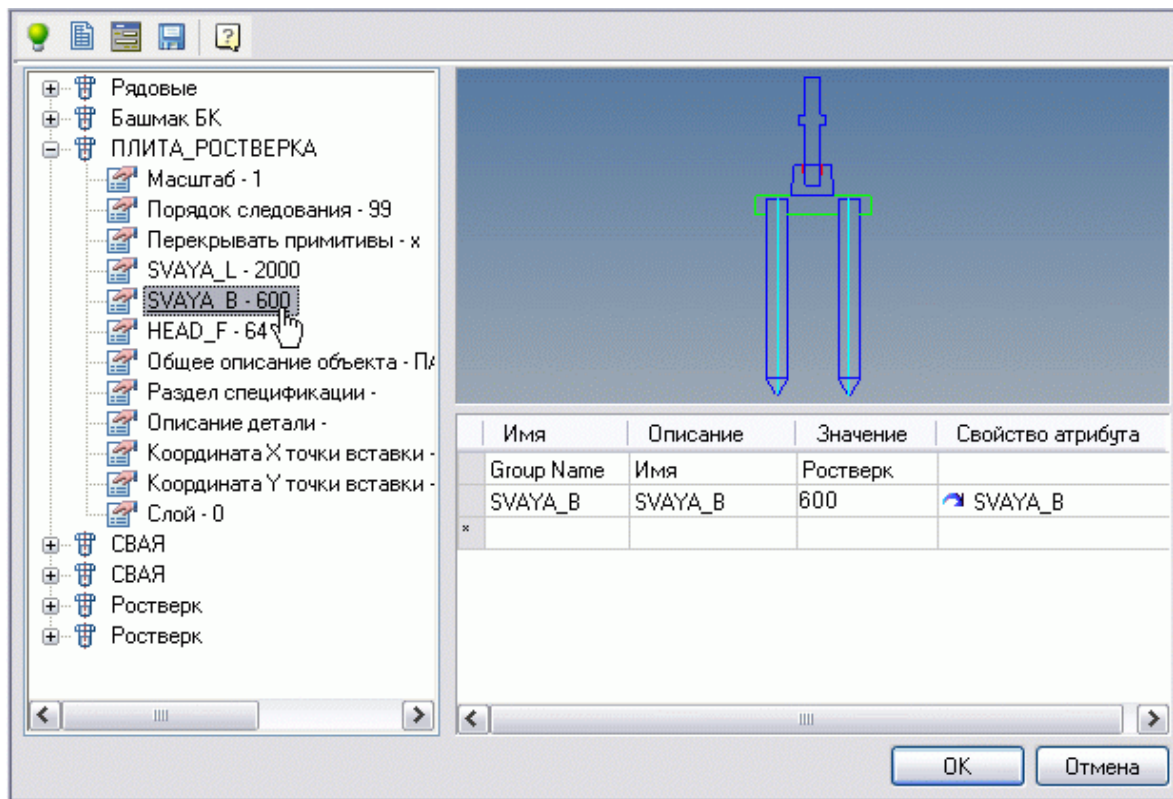 Рядовые
Башмак БК
ПЛИТА_РОСТВЕРКА
Масштаб - 1
Порядок следования - 99
Перекрывать примитивы - x
SVAYA_L - 2000
SVAYA_B - 600
HEAD_F - 64
Общее описание объекта - ПА
Раздел спецификации -
Описание детали -
Координата X точки вставки -
Координата Y точки вставки -
Слой - 0
СВАЯ
СВАЯ
Ростверк
Ростверк
Имя Описание Значение Свойство атрибута
Group Name Имя Ростверк
SVAYA_B SVAYA_B 600 SVAYA_B
OK Отмена